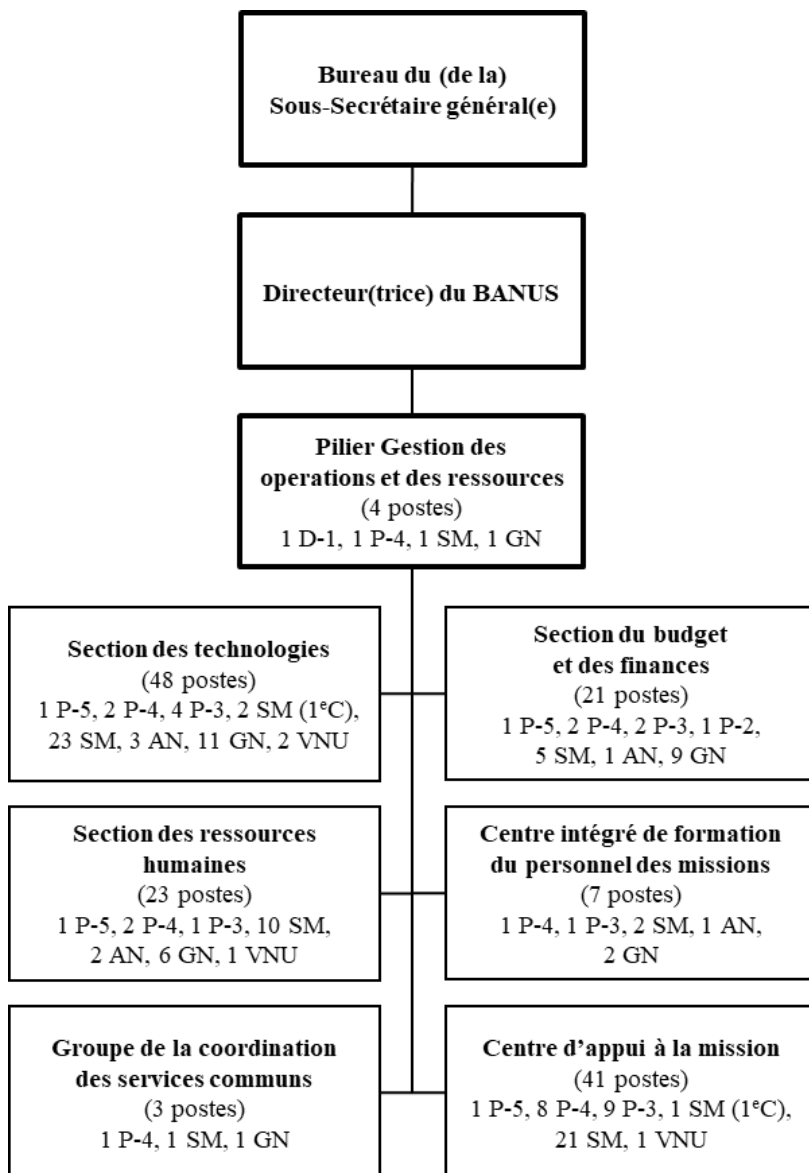 Bureau du (de la)
Sous-Secrétaire général(e)
Directeur(trice) du BANUS
Pilier Gestion des
operations et des ressources
(4 postes)
1 D-1, 1 P-4, 1 SM, 1 GN
Section des technologies
(48 postes)
1 P-5, 2 P-4, 4 P-3, 2 SM (1ᵉC),
23 SM, 3 AN, 11 GN, 2 VNU
Section du budget
et des finances
(21 postes)
1 P-5, 2 P-4, 2 P-3, 1 P-2,
5 SM, 1 AN, 9 GN
Section des ressources
humaines
(23 postes)
1 P-5, 2 P-4, 1 P-3, 10 SM,
2 AN, 6 GN, 1 VNU
Centre intégré de formation
du personnel des missions
(7 postes)
1 P-4, 1 P-3, 2 SM, 1 AN,
2 GN
Groupe de la coordination
des services communs
(3 postes)
1 P-4, 1 SM, 1 GN
Centre d’appui à la mission
(41 postes)
1 P-5, 8 P-4, 9 P-3, 1 SM (1ᵉC),
21 SM, 1 VNU